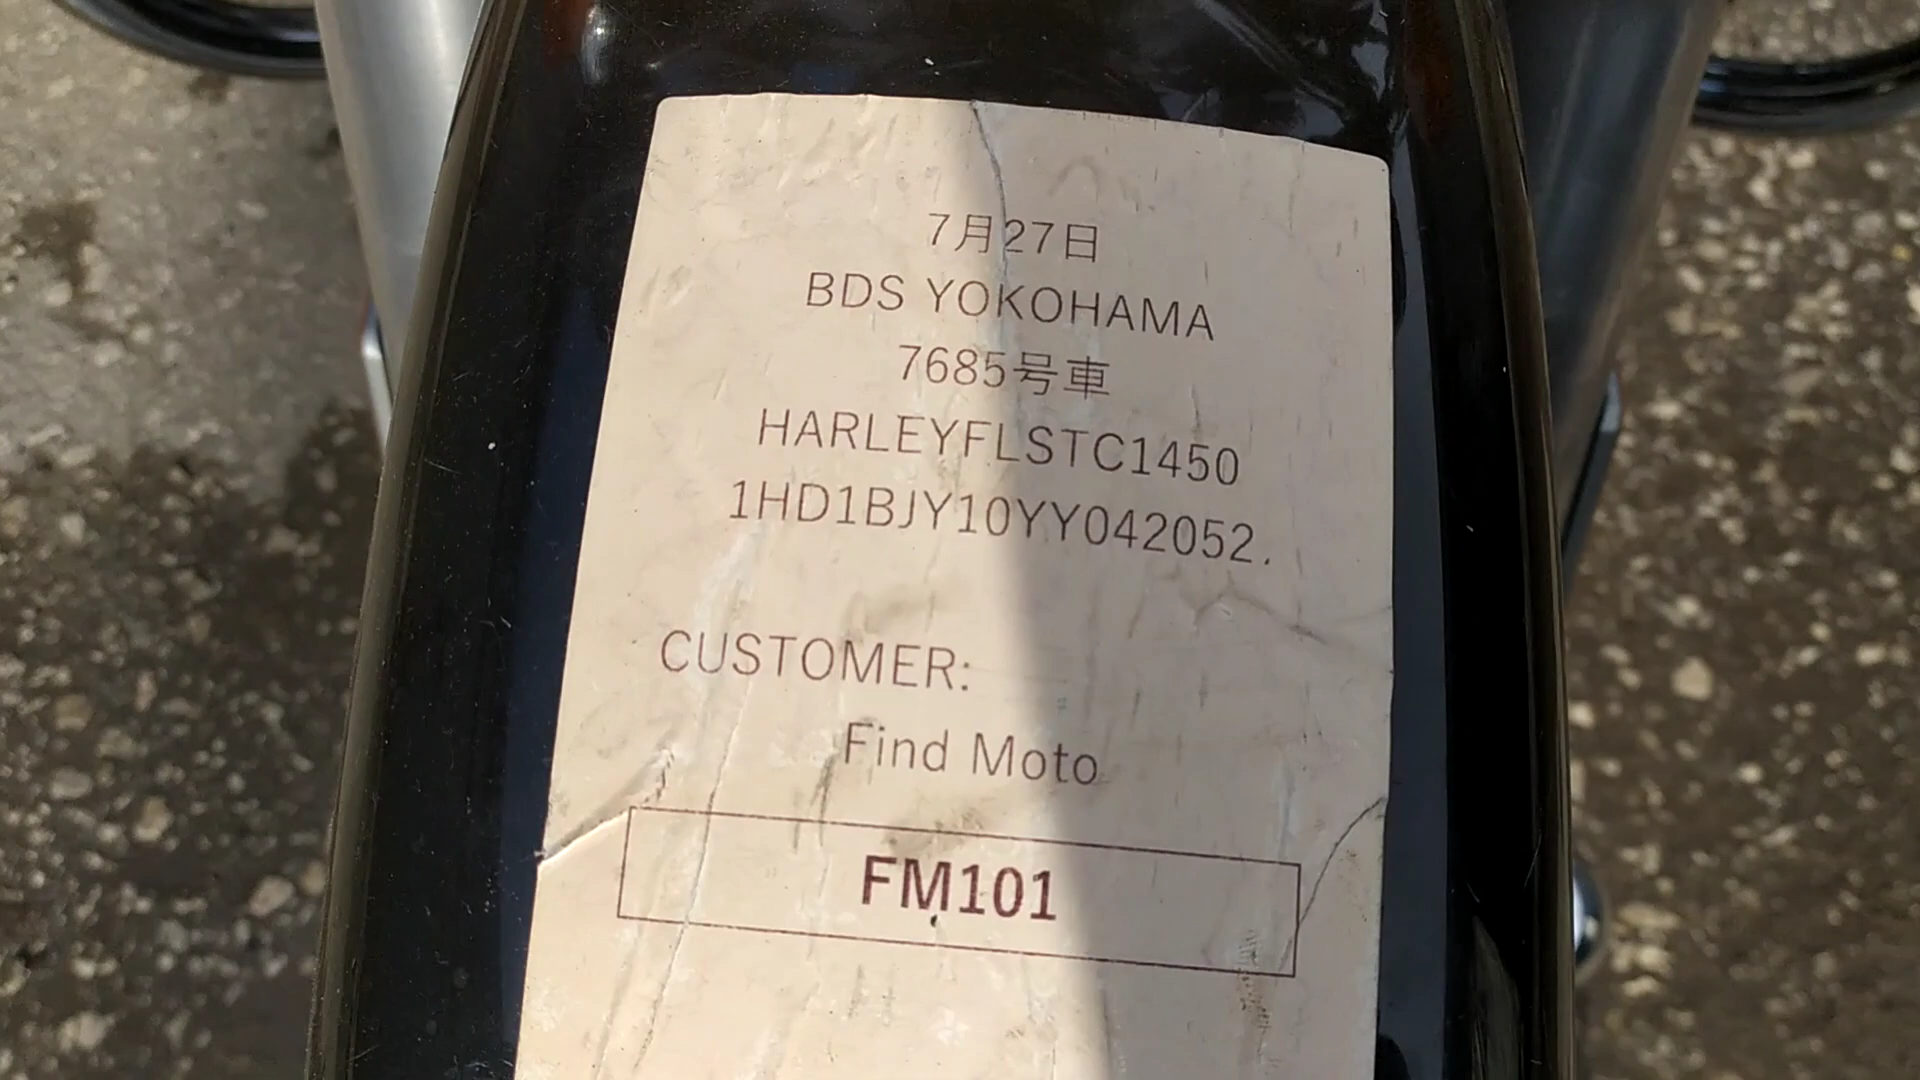 7月27日
BDS YOKOHAMA
7685号車
HARLEYFLSTC1450
1HD1BJY10YY042052.
CUSTOMER:
Find Moto
FM101